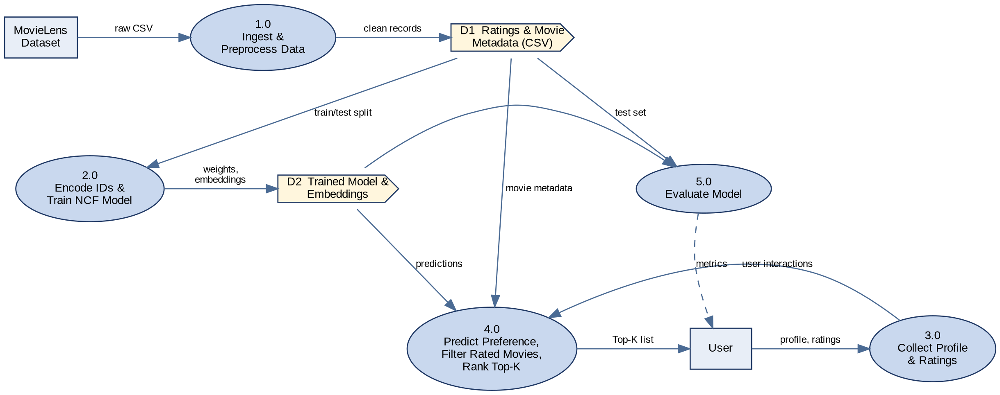 MovieLens
Dataset
raw CSV
1.0
Ingest &
Preprocess Data
clean records
D1  Ratings & Movie
Metadata (CSV)
train/test split
test set
2.0
Encode IDs &
Train NCF Model
weights,
embeddings
D2  Trained Model &
Embeddings
movie metadata
5.0
Evaluate Model
predictions
metrics
user interactions
4.0
Predict Preference,
Filter Rated Movies,
Rank Top-K
Top-K list
User
profile, ratings
3.0
Collect Profile
& Ratings